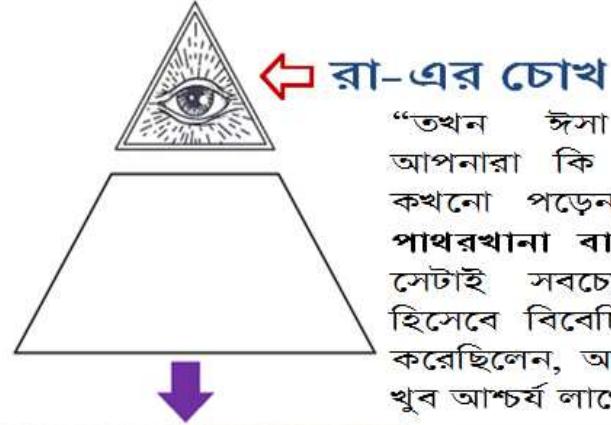 রা-এর চোখ
“তখন ঈসা
আপনারা কি
কখনো পড়েন
পাথরখানা বা
সেটাই সবচে
হিসেবে বিবেচি
করেছিলেন, অ
খুব আশ্চর্য লাগে